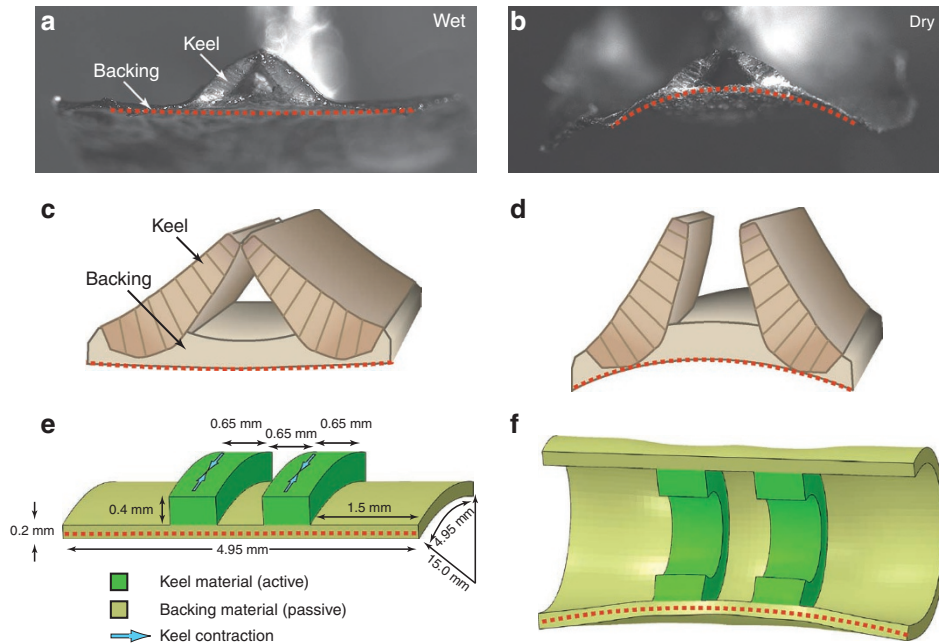 a
Wet
Keel
Backing
b
Dry
c
Keel
Backing
d
e
0.65 mm
0.65 mm
0.65 mm
0.4 mm
1.5 mm
0.2 mm
4.95 mm
4.95 mm
15.0 mm
Keel material (active)
Backing material (passive)
Keel contraction
f